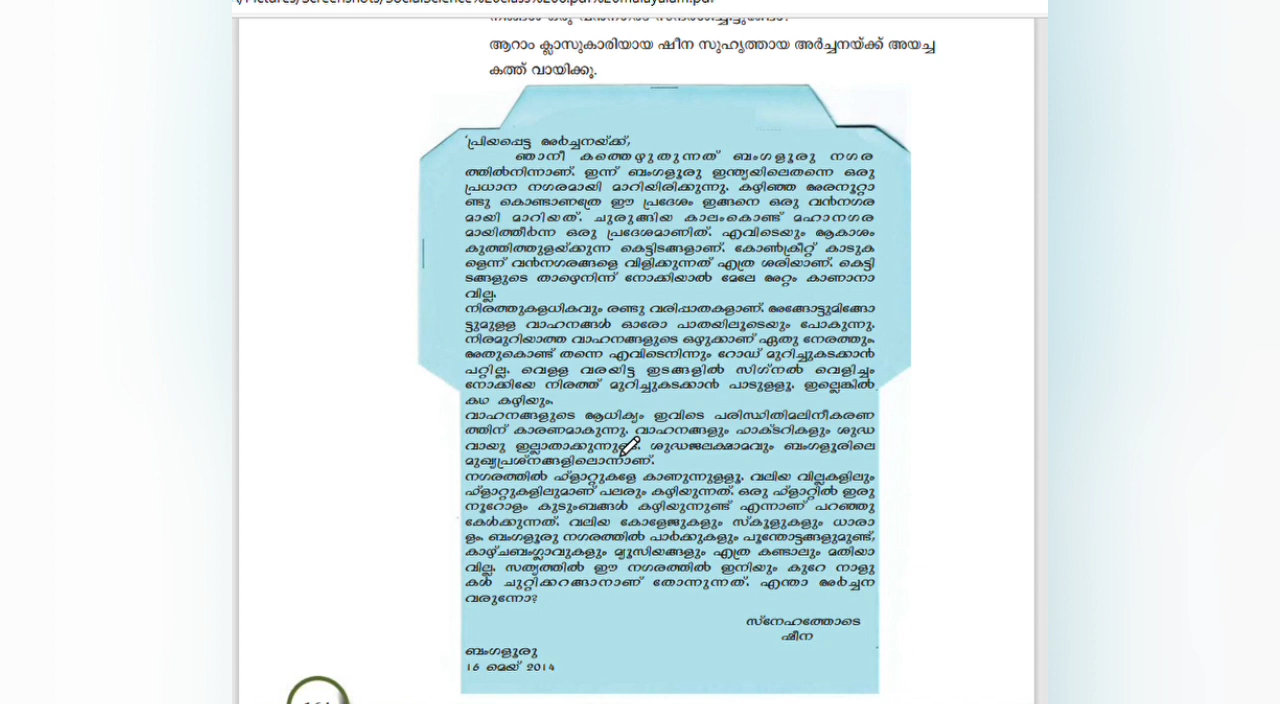 ആറാം ക്ലാസുകാരിയായ ഷീന സുഹൃത്തായ അർച്ചനയ്ക്ക് അയച്ച
കത്ത് വായിക്കൂ.
പ്രിയപ്പെട്ട അർച്ചനയ്ക്ക്,
ഞാനീ കത്തെഴുതുന്നത് ബംഗളൂരു നഗര
ത്തിൽനിന്നാണ്. ഇന്ന് ബംഗളൂരു ഇന്ത്യയിലെതന്നെ ഒരു
പ്രധാന നഗരമായി മാറിയിരിക്കുന്നു. കഴിഞ്ഞ അരനൂറ്റാ
ണ്ടു കൊണ്ടാണത്രേ ഈ പ്രദേശം ഇങ്ങനെ ഒരു വൻനഗര
മായി മാറിയത്. ചുരുങ്ങിയ കാലംകൊണ്ട് മഹാനഗര
മായിത്തീർന്ന ഒരു പ്രദേശമാണിത്. എവിടെയും ആകാശം
കുത്തിത്തുളയ്ക്കുന്ന കെട്ടിടങ്ങളാണ്. കോൺക്രീറ്റ് കാടുക
ളെന്ന് വൻനഗരങ്ങളെ വിളിക്കുന്നത് എത്ര ശരിയാണ്. കെട്ടി
ടങ്ങളുടെ താഴെനിന്ന് നോക്കിയാൽ മേലേ അറ്റം കാണാനാ
വില്ല.
നിരത്തുകളധികവും രണ്ടു വരിപ്പാതകളാണ്. അങ്ങോട്ടുമിങ്ങോ
ട്ടുമുളള വാഹനങ്ങൾ ഓരോ പാതയിലൂടെയും പോകുന്നു.
നിരമുറിയാത്ത വാഹനങ്ങളുടെ ഒഴുക്കാണ് ഏതു നേരത്തും.
അതുകൊണ്ട് തന്നെ എവിടെനിന്നും റോഡ് മുറിച്ചുകടക്കാൻ
പറ്റില്ല. വെളള വരയിട്ട ഇടങ്ങളിൽ സിഗ്നൽ വെളിച്ചം
നോക്കിയേ നിരത്ത് മുറിച്ചുകടക്കാൻ പാടുളളൂ. ഇല്ലെങ്കിൽ
കഥ കഴിയും.
വാഹനങ്ങളുടെ ആധിക്യം ഇവിടെ പരിസ്ഥിതിമലിനീകരണ
ത്തിന് കാരണമാകുന്നു. വാഹനങ്ങളും ഫാക്ടറികളും ശുദ്ധ
വായു ഇല്ലാതാക്കുന്നുണ്ട്. ശുദ്ധജലക്ഷാമവും ബംഗളൂരിലെ
മുഖ്യപ്രശ്നങ്ങളിലൊന്നാണ്.
നഗരത്തിൽ ഫ്ളാറ്റുകളേ കാണുന്നുളളൂ. വലിയ വില്ലകളിലും
ഫ്ളാറ്റുകളിലുമാണ് പലരും കഴിയുന്നത്. ഒരു ഫ്ളാറ്റിൽ ഇരു
നൂറോളം കുടുംബങ്ങൾ കഴിയുന്നുണ്ട് എന്നാണ് പറഞ്ഞു
കേൾക്കുന്നത്. വലിയ കോളേജുകളും സ്കൂളുകളും ധാരാ
ളം. ബംഗളൂരു നഗരത്തിൽ പാർക്കുകളും പൂന്തോട്ടങ്ങളുമുണ്ട്,
കാഴ്ചബംഗ്ലാവുകളും മ്യൂസിയങ്ങളും എത്ര കണ്ടാലും മതിയാ
വില്ല. സത്യത്തിൽ ഈ നഗരത്തിൽ ഇനിയും കുറേ നാളു
കൾ ചുറ്റിക്കറങ്ങാനാണ് തോന്നുന്നത്. എന്താ അർച്ചന
വരുന്നോ?
സ്നേഹത്തോടെ
ഷീന
ബംഗളൂരു
16 മെയ് 2014